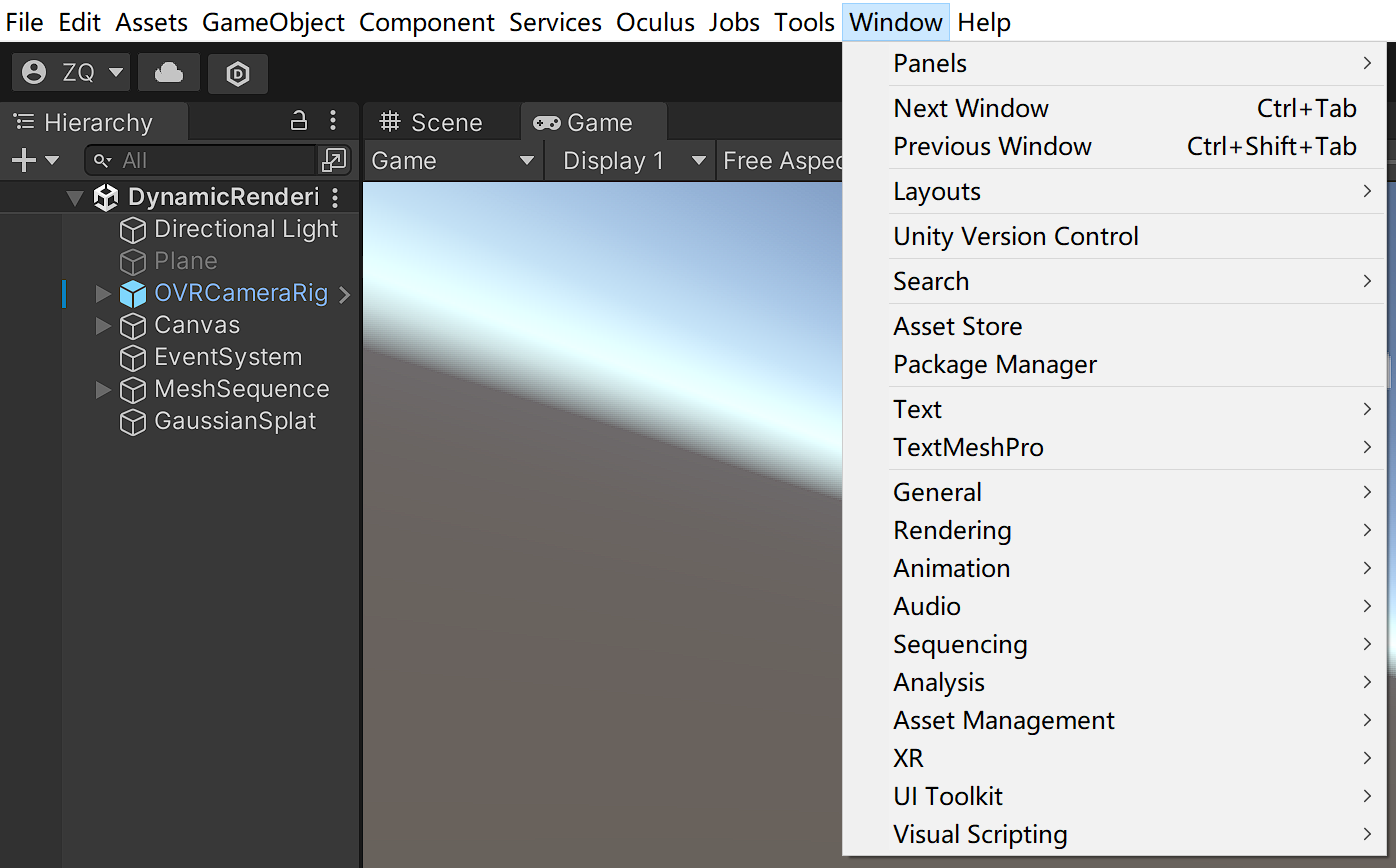 File Edit Assets GameObject Component Services Oculus Jobs Tools Window Help
ZQ
Hierarchy
All
DynamicRenderi
Directional Light
Plane
OVRCameraRig
Canvas
EventSystem
MeshSequence
GaussianSplat
Scene Game
Game Display 1 Free Aspec
Panels
Next Window Ctrl+Tab
Previous Window Ctrl+Shift+Tab
Layouts
Unity Version Control
Search
Asset Store
Package Manager
Text
TextMeshPro
General
Rendering
Animation
Audio
Sequencing
Analysis
Asset Management
XR
UI Toolkit
Visual Scripting